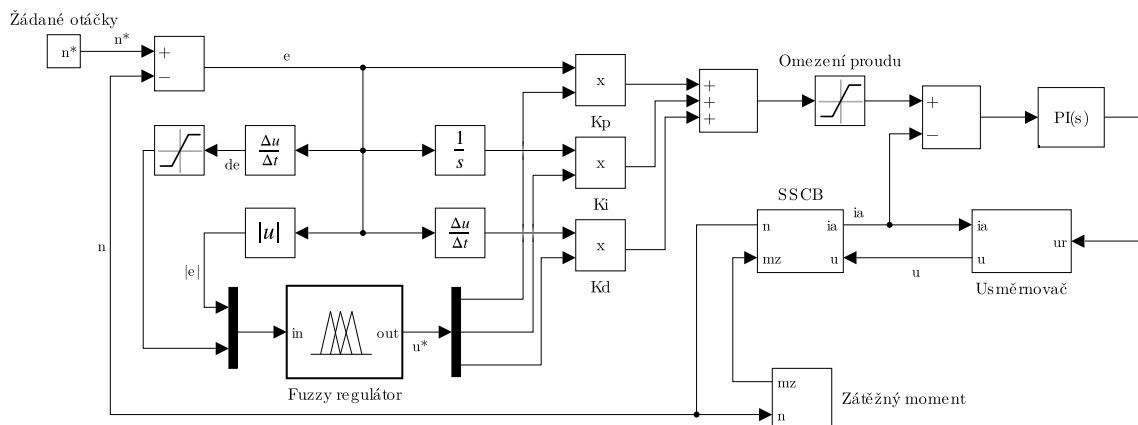 Žádané otáčky
n*
n*
+
−
e
x
Kp
+
+
+
Omezení proudu
+
−
PI(s)
de
Δu
Δt
1
s
x
Ki
|u|
Δu
Δt
x
Kd
n
|e|
in
out
u*
Fuzzy regulátor
SSCB
n
ia
mz
u
ia
u
ia
ur
u
Usměrnovač
mz
n
Zátěžný moment